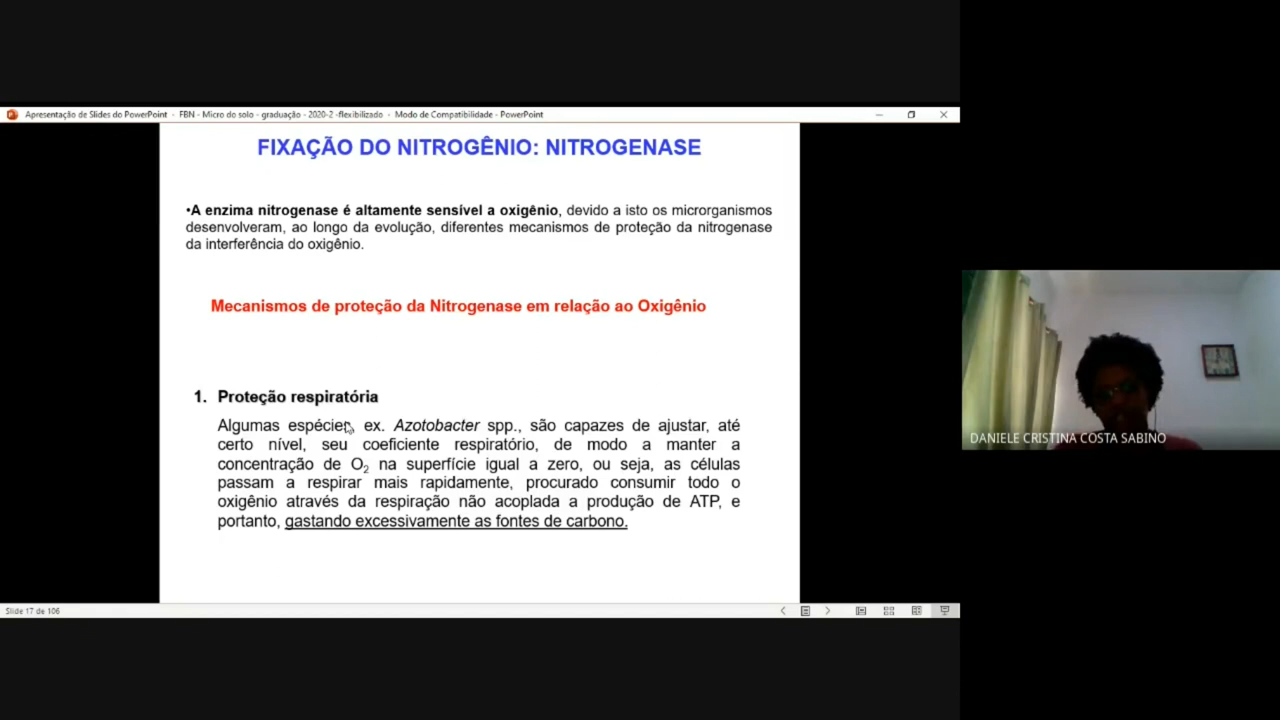 Apresentação de Slides do PowerPoint - FBN - Micro do solo - graduação - 2020-2 -flexibilizado - Modo de Compatibilidade - PowerPoint
FIXAÇÃO DO NITROGÊNIO: NITROGENASE
•A enzima nitrogenase é altamente sensível a oxigênio, devido a isto os microrganismos
desenvolveram, ao longo da evolução, diferentes mecanismos de proteção da nitrogenase
da interferência do oxigênio.
Mecanismos de proteção da Nitrogenase em relação ao Oxigênio
1. Proteção respiratória
Algumas espécies, ex. Azotobacter spp., são capazes de ajustar, até
certo nível, seu coeficiente respiratório, de modo a manter a
concentração de O₂ na superfície igual a zero, ou seja, as células
passam a respirar mais rapidamente, procurado consumir todo o
oxigênio através da respiração não acoplada a produção de ATP, e
portanto, gastando excessivamente as fontes de carbono.
Slide 17 de 106
DANIELE CRISTINA COSTA SABINO